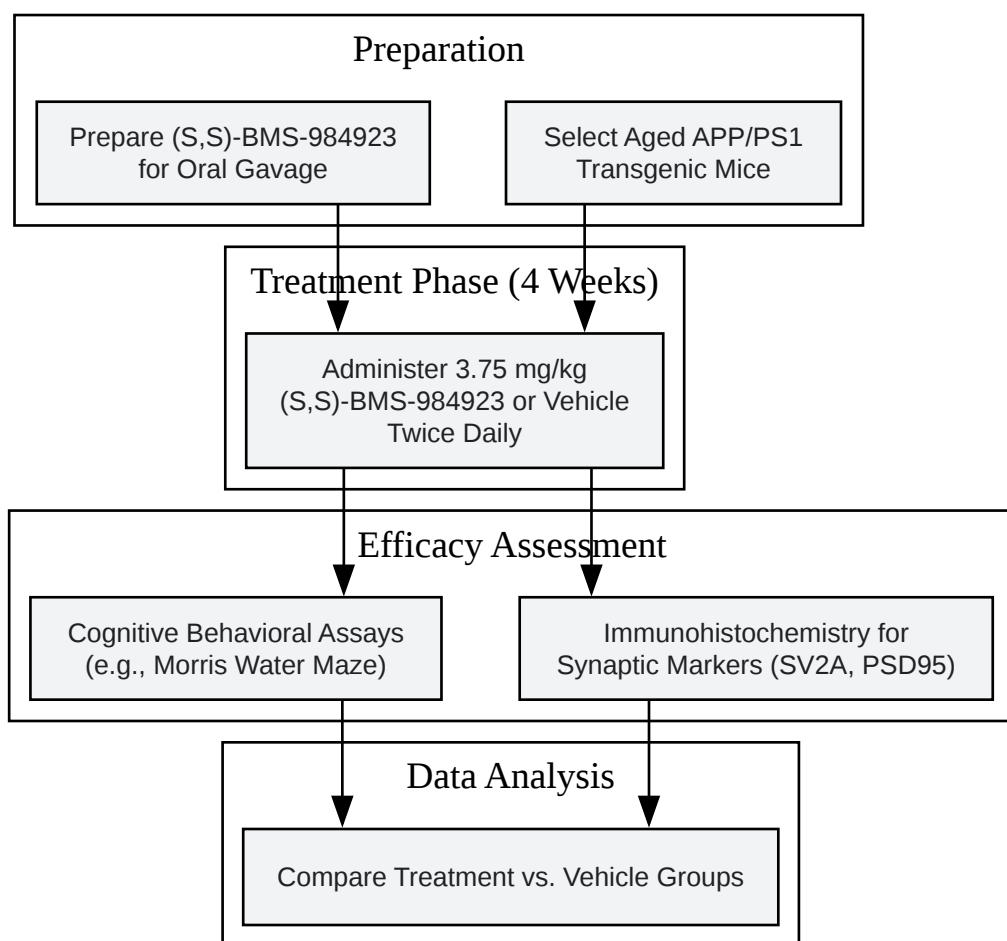 Preparation
Prepare (S,S)-BMS-984923
for Oral Gavage
Select Aged APP/PS1
Transgenic Mice
Treatment Phase (4 Weeks)
Administer 3.75 mg/kg
(S,S)-BMS-984923 or Vehicle
Twice Daily
Efficacy Assessment
Cognitive Behavioral Assays
(e.g., Morris Water Maze)
Immunohistochemistry for
Synaptic Markers (SV2A, PSD95)
Data Analysis
Compare Treatment vs. Vehicle Groups